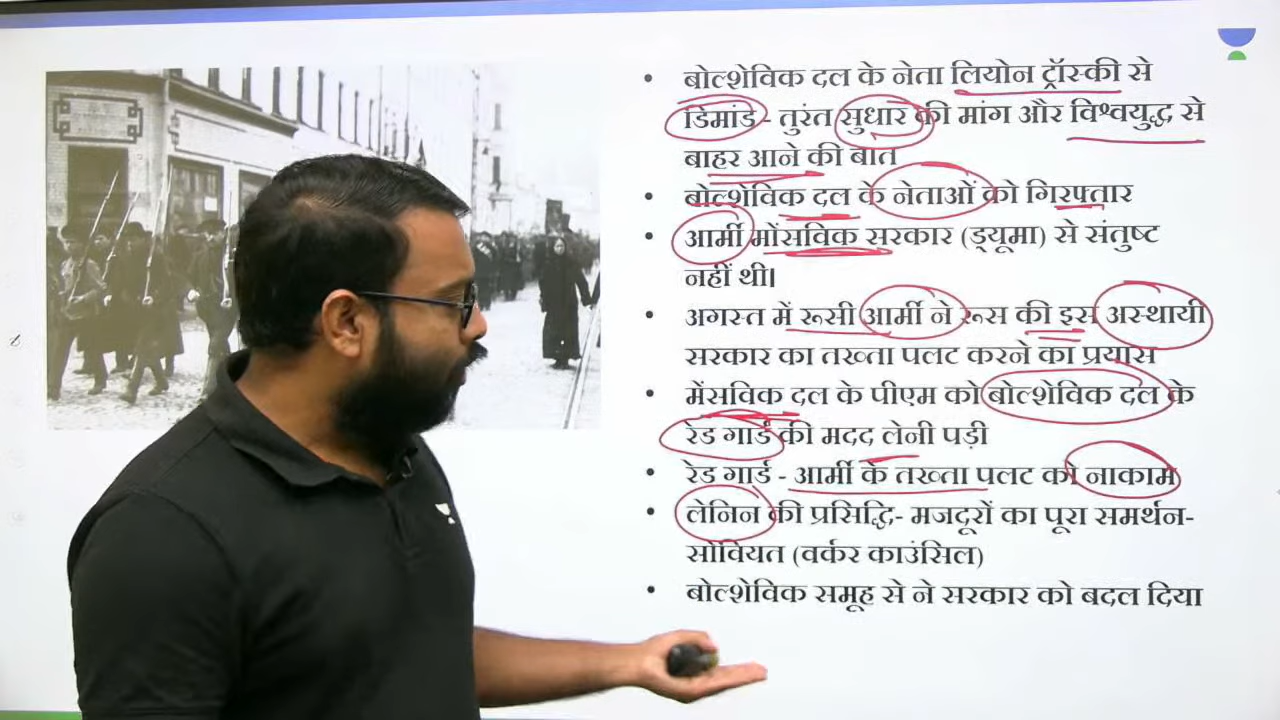 • बोल्शेविक दल के नेता लियोन ट्रॉस्की से
डिमांड - तुरंत सुधार की मांग और विश्वयुद्ध से
बाहर आने की बात
• बोल्शेविक दल के नेताओं को गिरफ्तार
• आर्मी मोंसविक सरकार (ड्यूमा) से संतुष्ट
नहीं थी।
• अगस्त में रूसी आर्मी ने रूस की इस अस्थायी
सरकार का तख्ता पलट करने का प्रयास
• मेंसविक दल के पीएम को बोल्शेविक दल के
रेड गार्ड की मदद लेनी पड़ी
• रेड गार्ड - आर्मी के तख्ता पलट को नाकाम
• लेनिन की प्रसिद्धि- मजदूरों का पूरा समर्थन-
सोवियत (वर्कर काउंसिल)
• बोल्शेविक समूह से ने सरकार को बदल दिया